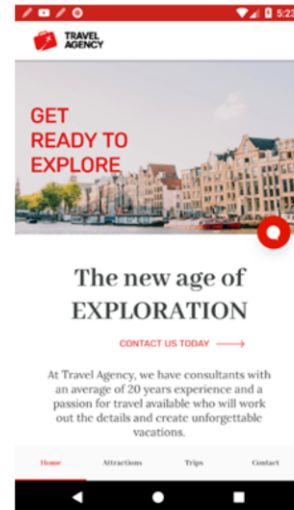 5:23
TRAVEL
AGENCY
GET
READY TO
EXPLORE
The new age of
EXPLORATION
CONTACT US TODAY
At Travel Agency, we have consultants with
an average of 20 years experience and a
passion for travel available who will work
out the details and create unforgettable
vacations.
Home Attractions Trips Contact